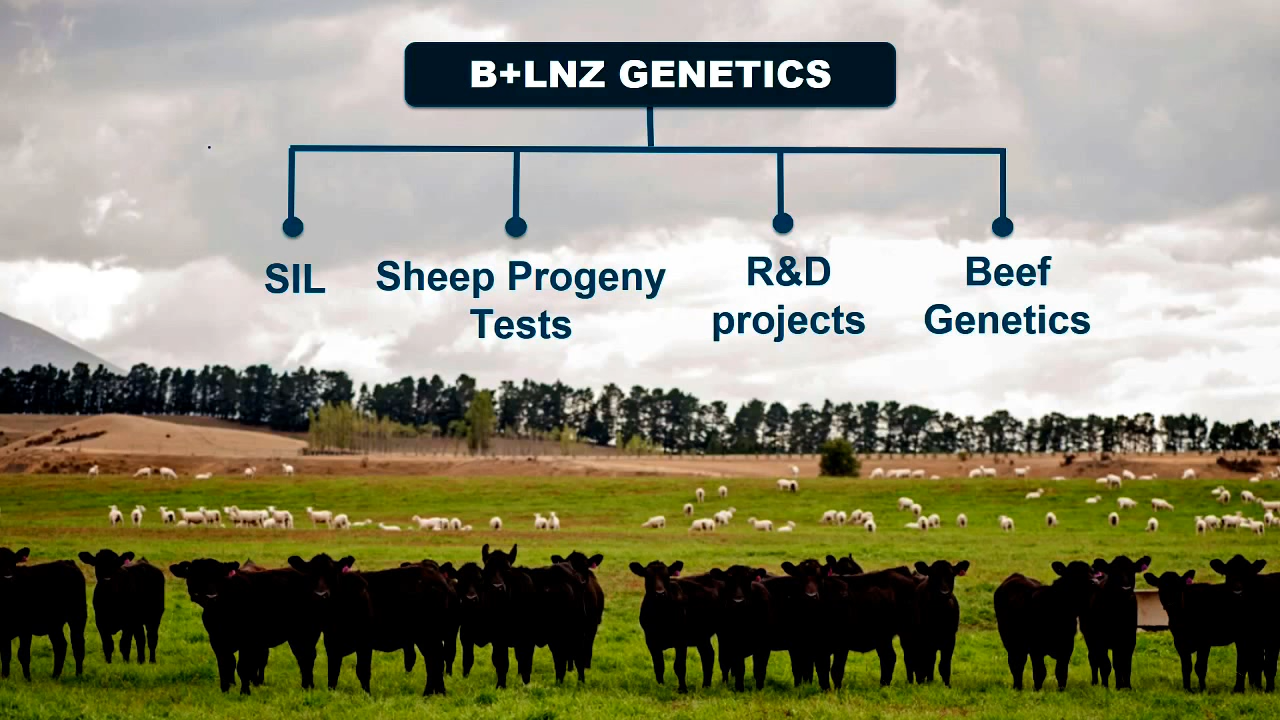 B+LNZ GENETICS
SIL
Sheep Progeny
Tests
R&D
projects
Beef
Genetics